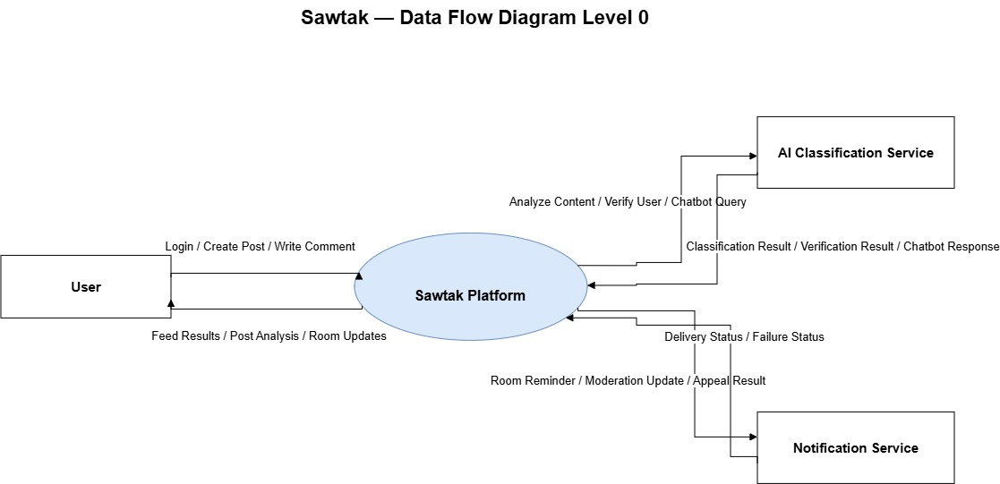 Sawtak — Data Flow Diagram Level 0
AI Classification Service
Analyze Content / Verify User / Chatbot Query
Login / Create Post / Write Comment
Classification Result / Verification Result / Chatbot Response
User
Sawtak Platform
Feed Results / Post Analysis / Room Updates
Delivery Status / Failure Status
Room Reminder / Moderation Update / Appeal Result
Notification Service